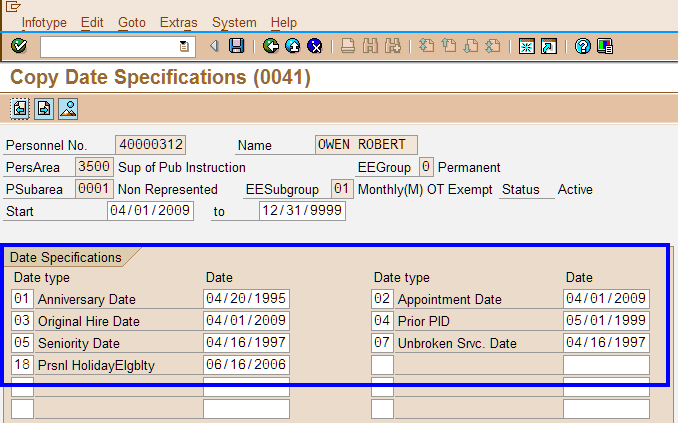 Infotype Edit Goto Extras System Help
Copy Date Specifications (0041)
Personnel No. 40000312 Name OWEN ROBERT
PersArea 3500 Sup of Pub Instruction EEGroup 0 Permanent
PSubarea 0001 Non Represented EESubgroup 01 Monthly(M) OT Exempt Status Active
Start 04/01/2009 to 12/31/9999
Date Specifications
Date type Date Date type Date
01 Anniversary Date 04/20/1995 02 Appointment Date 04/01/2009
03 Original Hire Date 04/01/2009 04 Prior PID 05/01/1999
05 Seniority Date 04/16/1997 07 Unbroken Srvc. Date 04/16/1997
18 Prsnl HolidayElgblty 06/16/2006